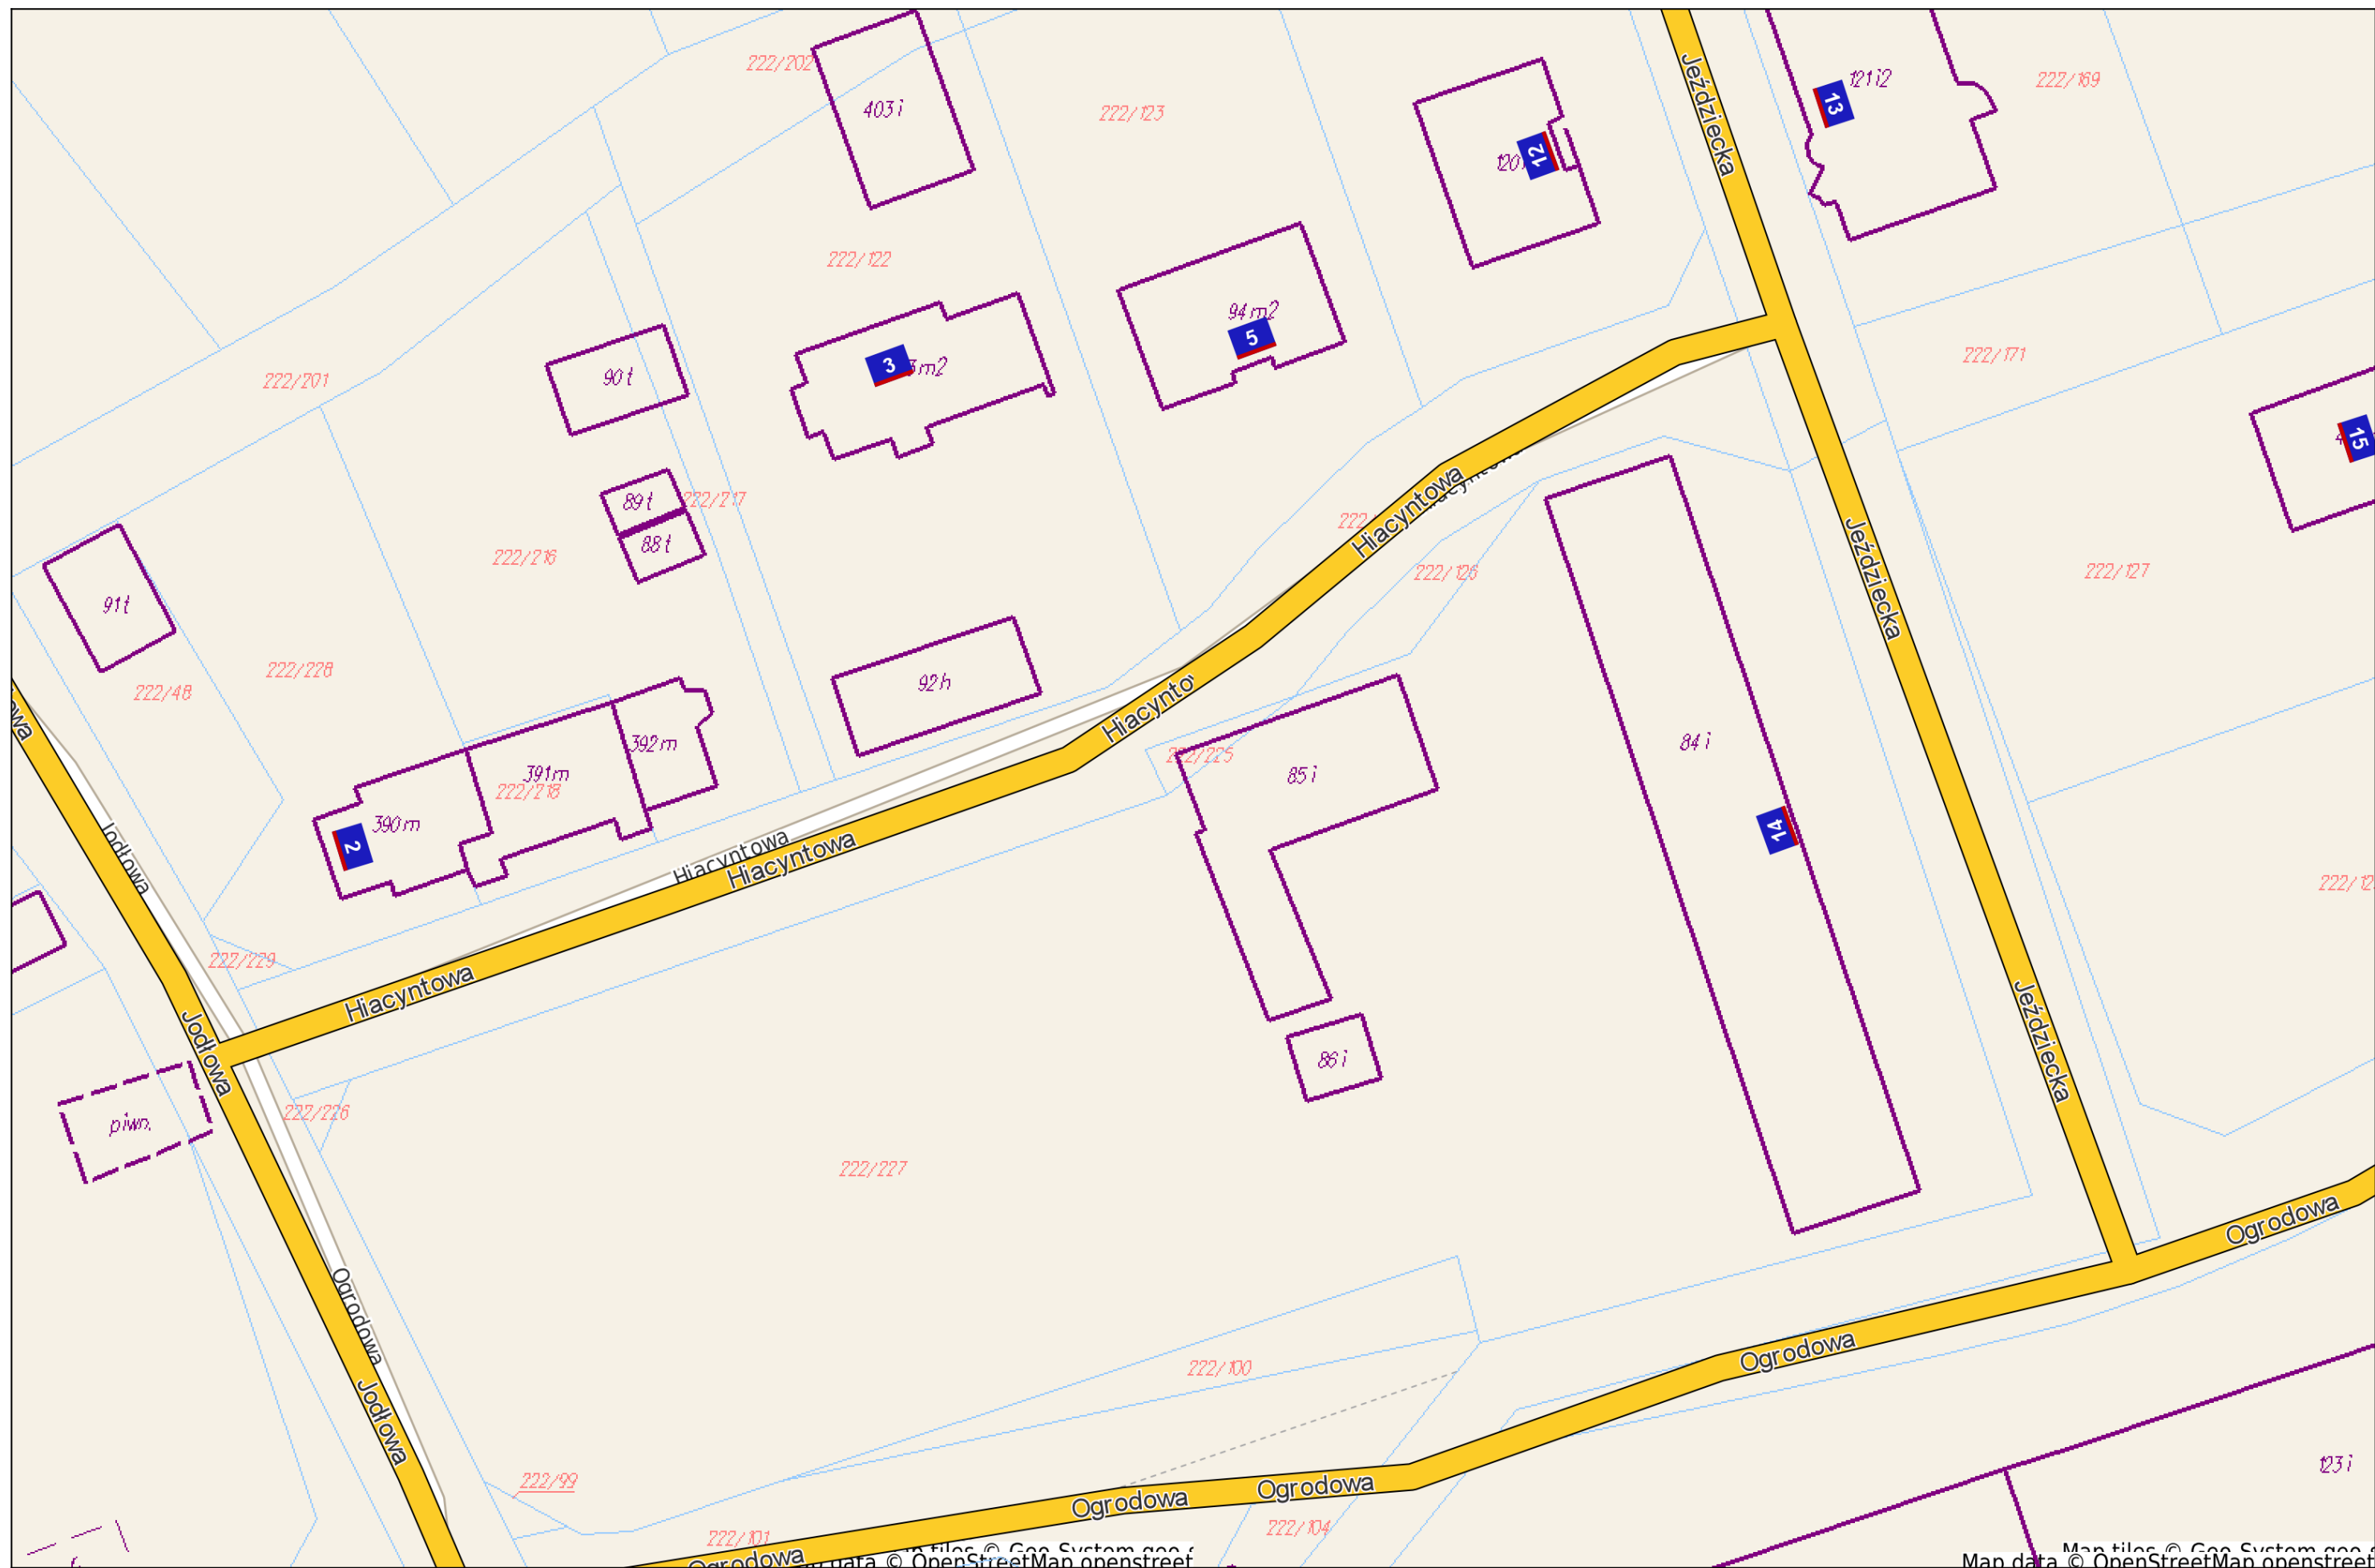 222/202
403 i
222/123
Jeździecka
13
121 i2
222/169
12
222/122
94 m2
5
3
222/171
222/201
90 t
15
89 t
222/217
88 t
222/216
Hiacyntowa
222/126
222/127
Jeździecka
91 t
222/48
222/228
92 h
Hiacynto
222/225
392 m
391 m
222/218
390 m
2
85 i
84 i
14
Jodłowa
Hiacyntowa
Hiacyntowa
222/229
Hiacyntowa
Jodłowa
Jeździecka
86 i
piwn.
222/226
222/227
Ogrodowa
Ogrodowa
Ogrodowa
222/100
Jodłowa
222/99
Ogrodowa
Ogrodowa
123 i
222/101
222/104
Ogrodowa
Map data © OpenStreetMap openstreet